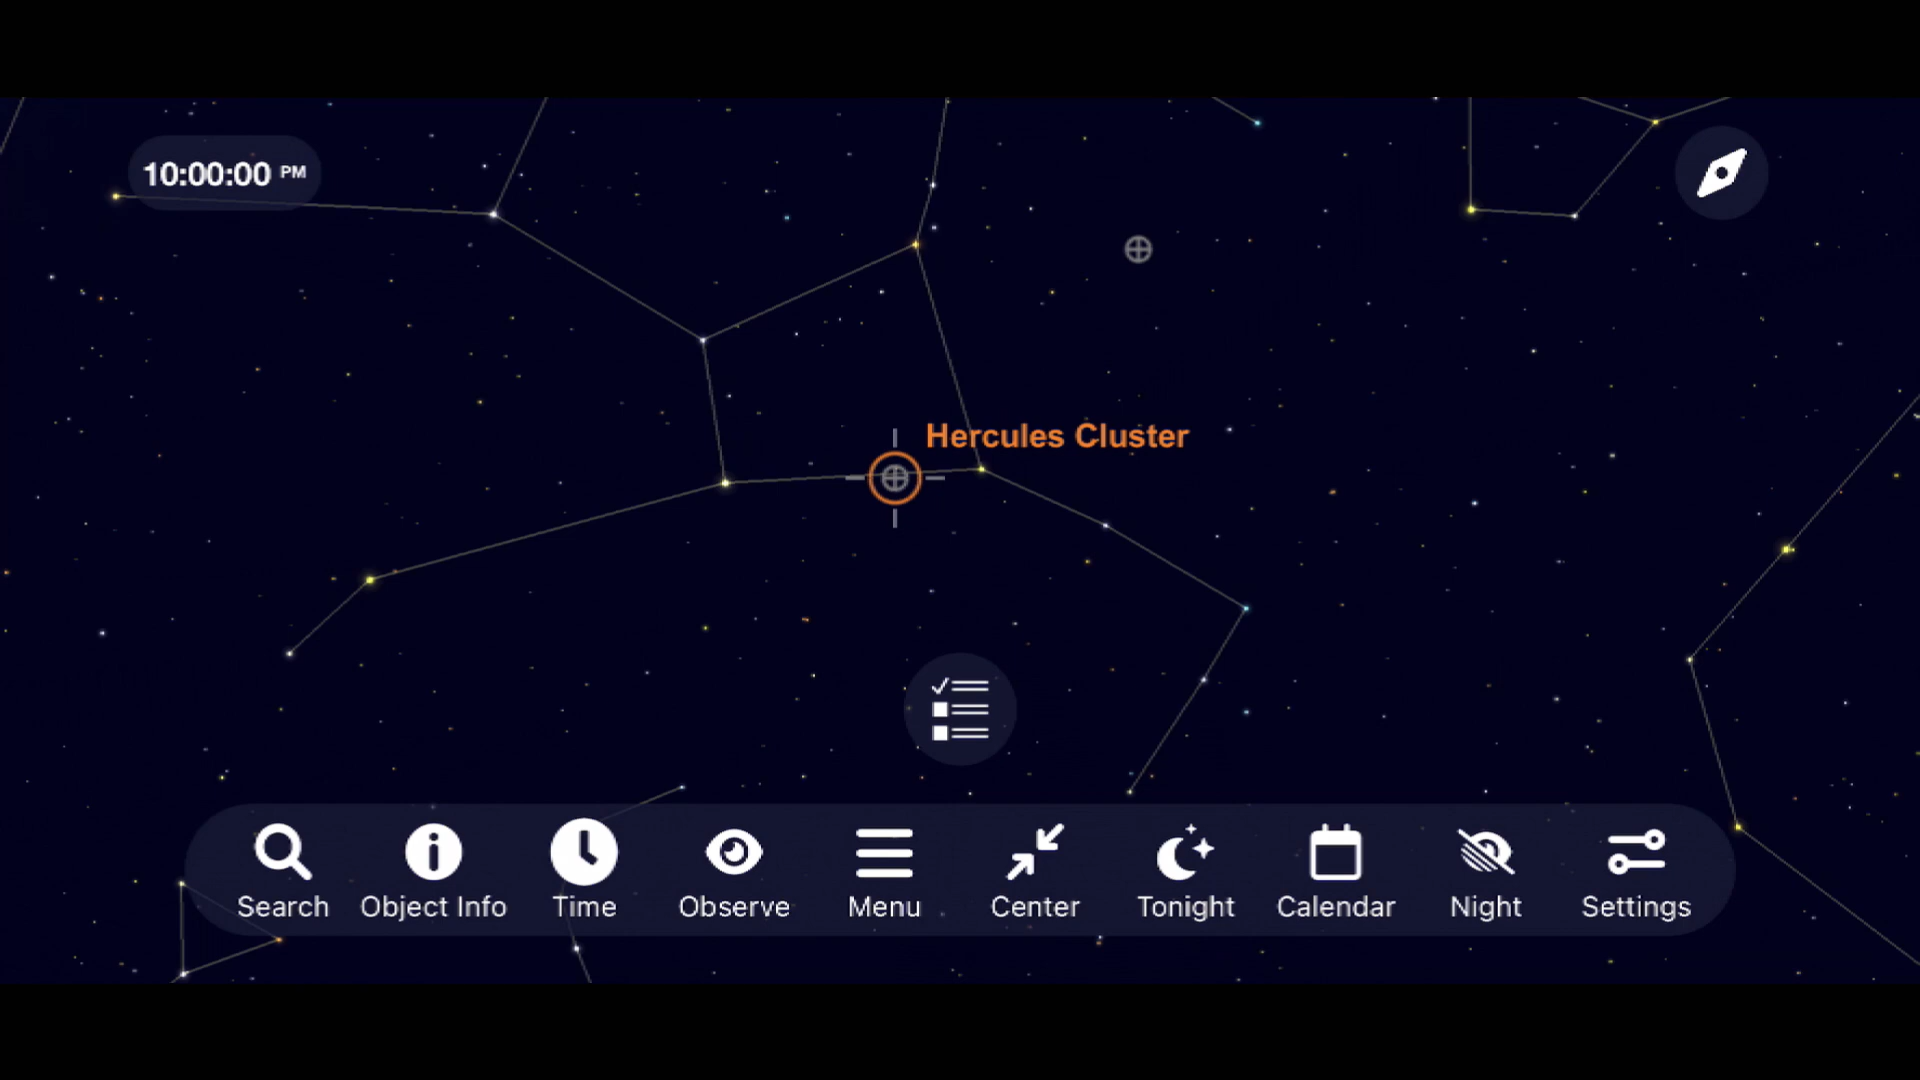 10:00:00 PM
Hercules Cluster
Search Object Info Time Observe Menu Center Tonight Calendar Night Settings